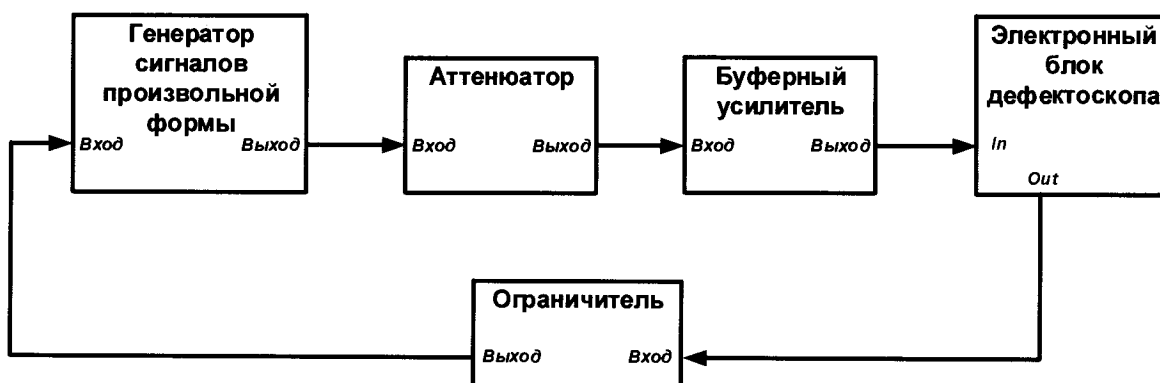 Генератор
сигналов
произвольной
формы
Вход
Выход
Аттенюатор
Вход
Выход
Буферный
усилитель
Вход
Выход
Электронный
блок
дефектоскопа
In
Out
Ограничитель
Выход
Вход